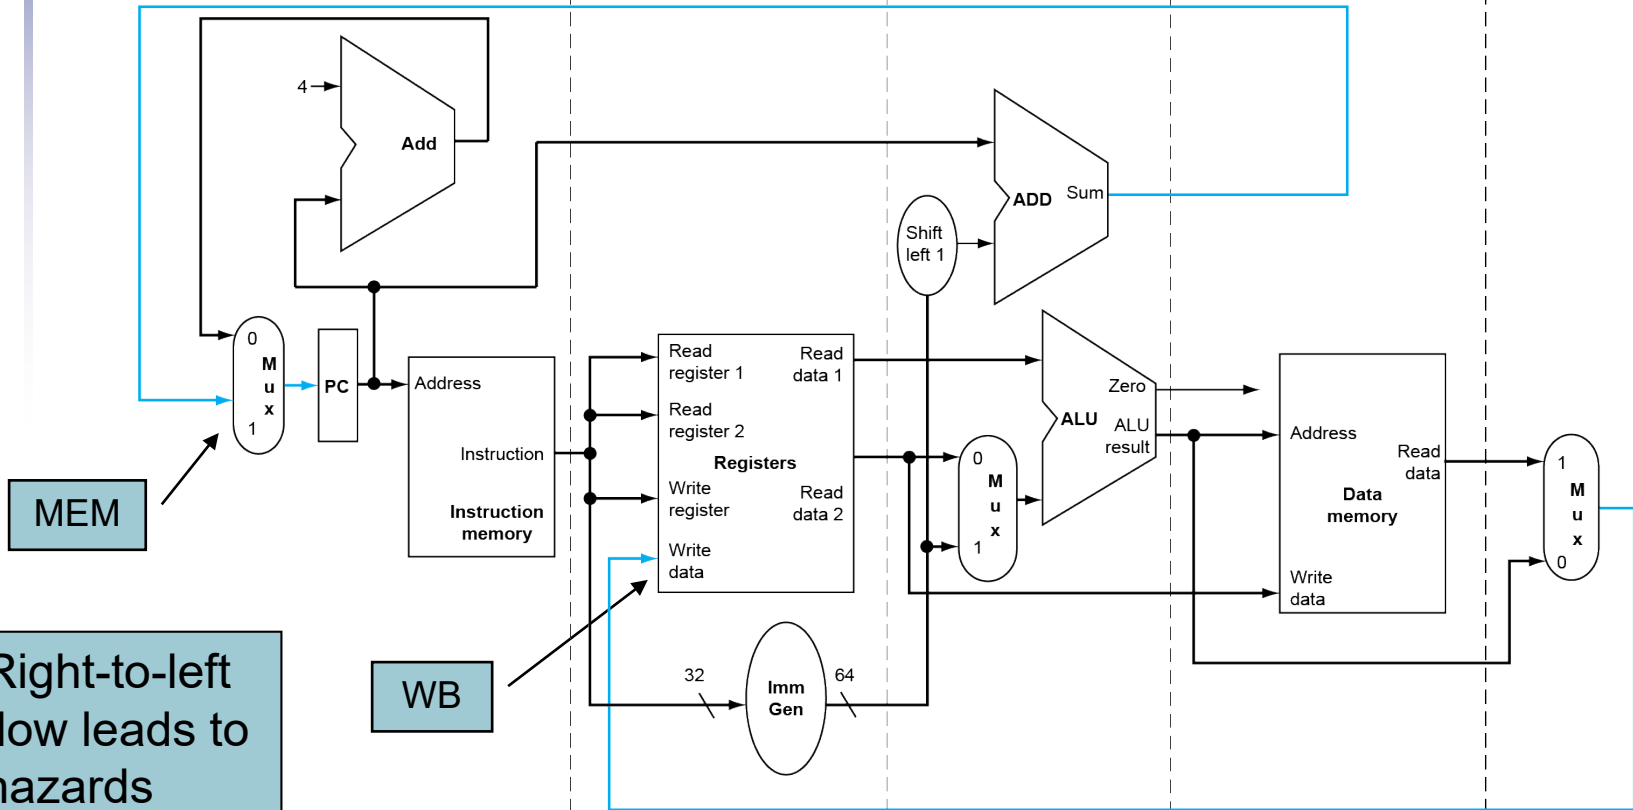 4
Add
ADD
Sum
Shift
left 1
0
M
u
x
1
PC
Address
Instruction
Instruction
memory
Read
register 1
Read
data 1
Read
register 2
Registers
Write
register
Read
data 2
Write
data
0
M
u
x
1
Zero
ALU
ALU
result
Address
Read
data
Data
memory
Write
data
1
M
u
x
0
MEM
WB
32
Imm
Gen
64
Right-to-left
low leads to
hazards